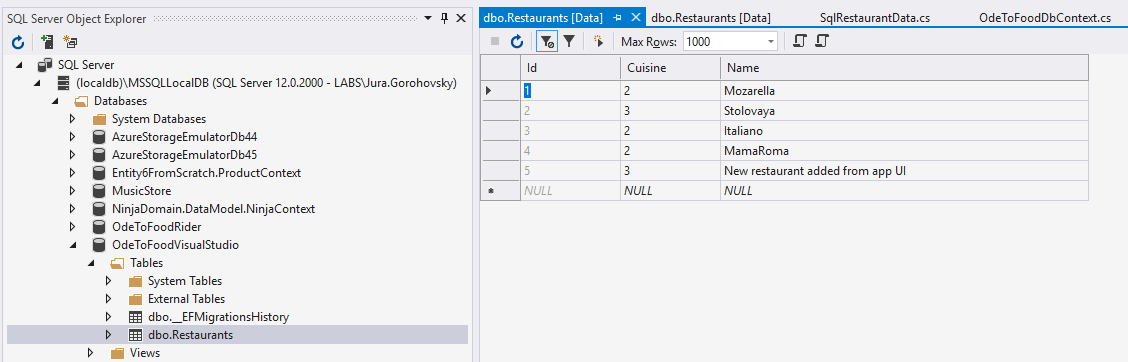 SQL Server Object Explorer
SQL Server
(localdb)\MSSQLLocalDB (SQL Server 12.0.2000 - LABS\Jura.Gorohovsky)
Databases
System Databases
AzureStorageEmulatorDb44
AzureStorageEmulatorDb45
Entity6FromScratch.ProductContext
MusicStore
NinjaDomain.DataModel.NinjaContext
OdeToFoodRider
OdeToFoodVisualStudio
Tables
System Tables
External Tables
dbo.__EFMigrationsHistory
dbo.Restaurants
Views
dbo.Restaurants [Data] dbo.Restaurants [Data] SqlRestaurantData.cs OdeToFoodDbContext.cs
Max Rows: 1000
Id Cuisine Name
1 2 Mozarella
2 3 Stolovaya
3 2 Italiano
4 2 MamaRoma
5 3 New restaurant added from app UI
NULL NULL NULL